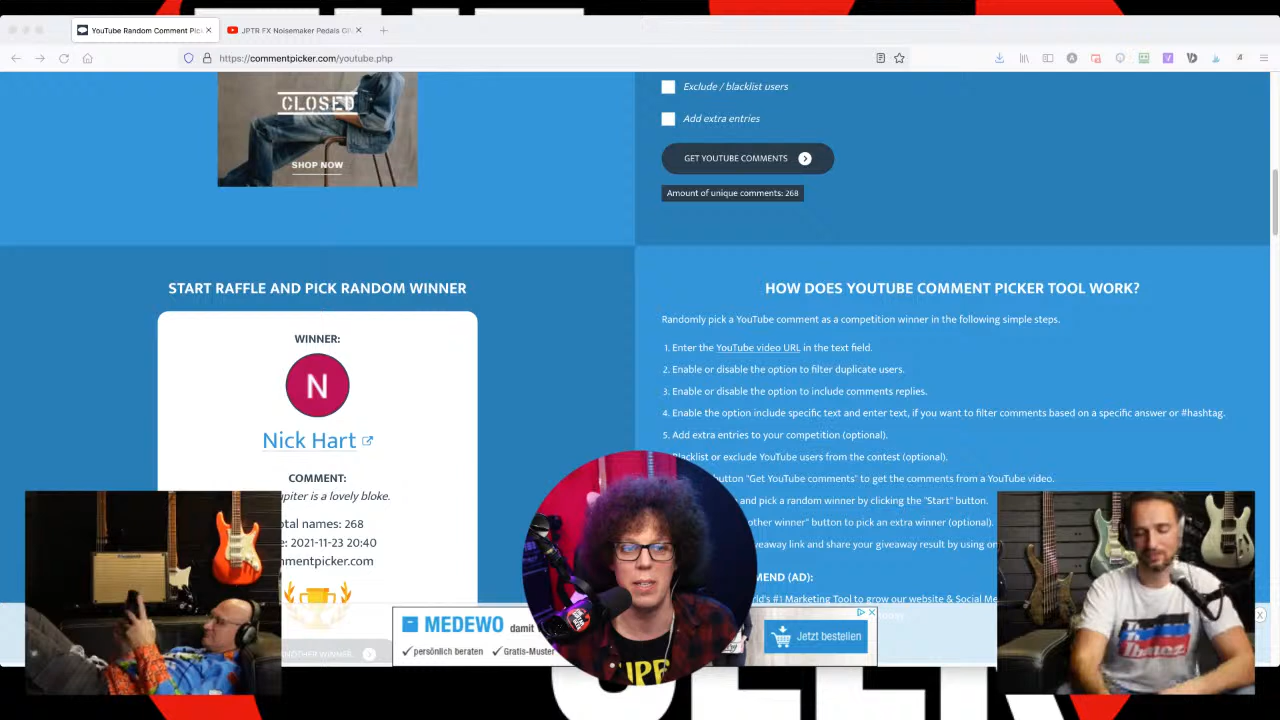 YouTube Random Comment Pic
JPTR FX Noisemaker Pedals
https://commentpicker.com/youtube.php
CLOSED
SHOP NOW
Exclude / blacklist users
Add extra entries
GET YOUTUBE COMMENTS
Amount of unique comments: 268
START RAFFLE AND PICK RANDOM WINNER
WINNER:
N
Nick Hart
COMMENT:
upiter is a lovely bloke.
tal names: 268
: 2021-11-23 20:40
mmentpicker.com
ANOTHER WINNER
HOW DOES YOUTUBE COMMENT PICKER TOOL WORK?
Randomly pick a YouTube comment as a competition winner in the following simple steps.
1. Enter the YouTube video URL in the text field.
2. Enable or disable the option to filter duplicate users.
3. Enable or disable the option to include comments replies.
4. Enable the option include specific text and enter text, if you want to filter comments based on a specific answer or #hashtag.
5. Add extra entries to your competition (optional).
Blacklist or exclude YouTube users from the contest (optional).
button "Get YouTube comments" to get the comments from a YouTube video.
and pick a random winner by clicking the "Start" button.
other winner" button to pick an extra winner (optional).
veaway link and share your giveaway result by using on
MEND (AD):
ld's #1 Marketing Tool to grow our website & Social Me
MEDEWO damit
persönlich beraten Gratis-Muster
Jetzt bestellen
Ibanez